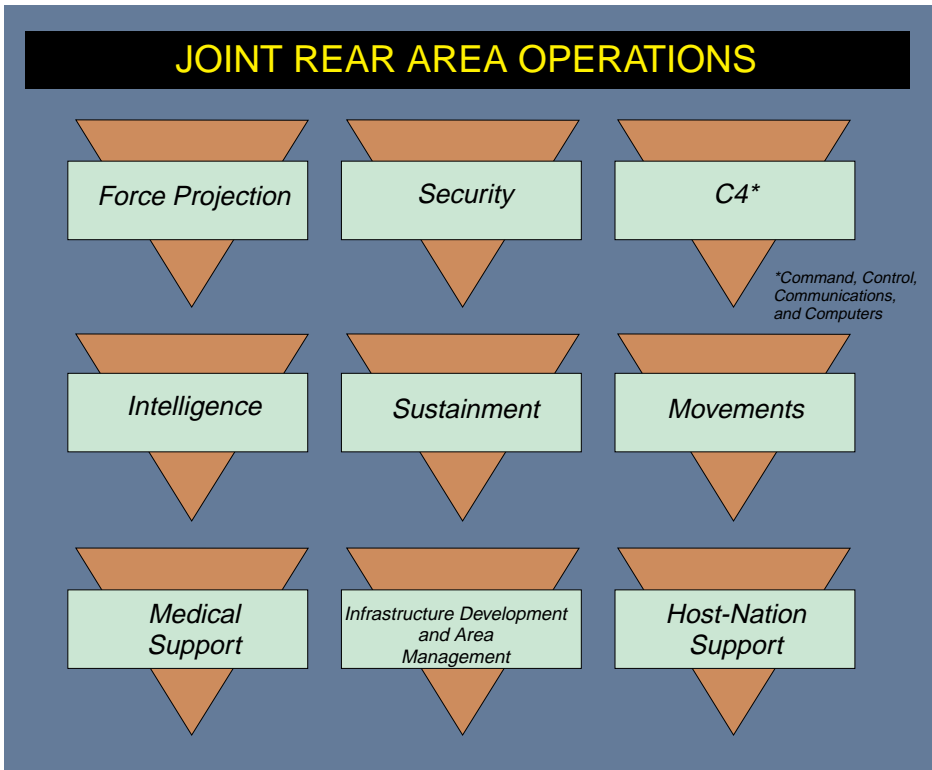 JOINT REAR AREA OPERATIONS
Force Projection
Security
C4*
*Command, Control,
Communications,
and Computers
Intelligence
Sustainment
Movements
Medical
Support
Infrastructure Development
and Area
Management
Host-Nation
Support